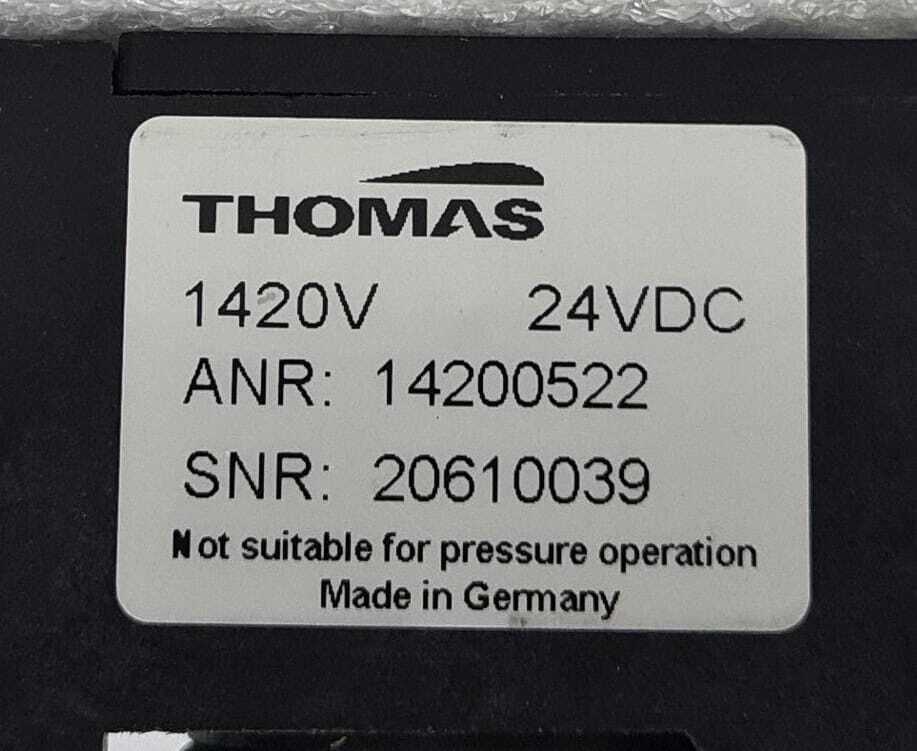 THOMAS
1420V 24VDC
ANR: 14200522
SNR: 20610039
Not suitable for pressure operation
Made in Germany